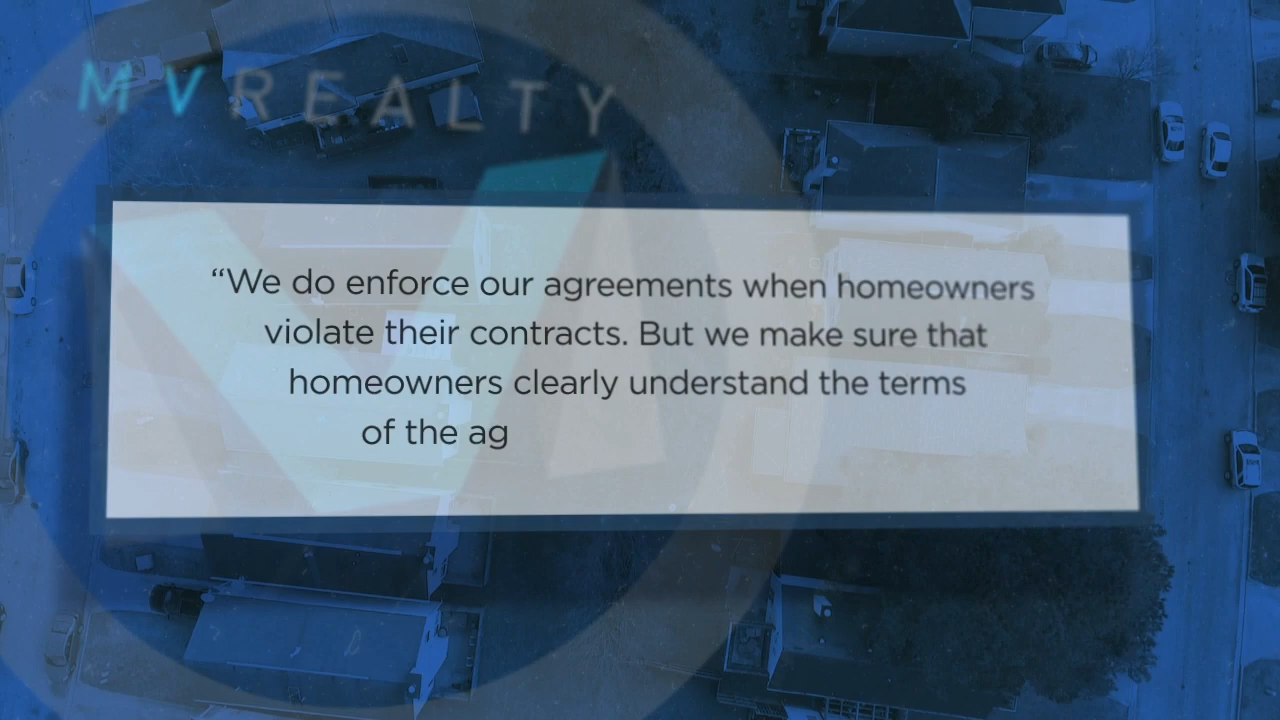 MV REALTY
“We do enforce our agreements when homeowners
violate their contracts. But we make sure that
homeowners clearly understand the terms
of the ag